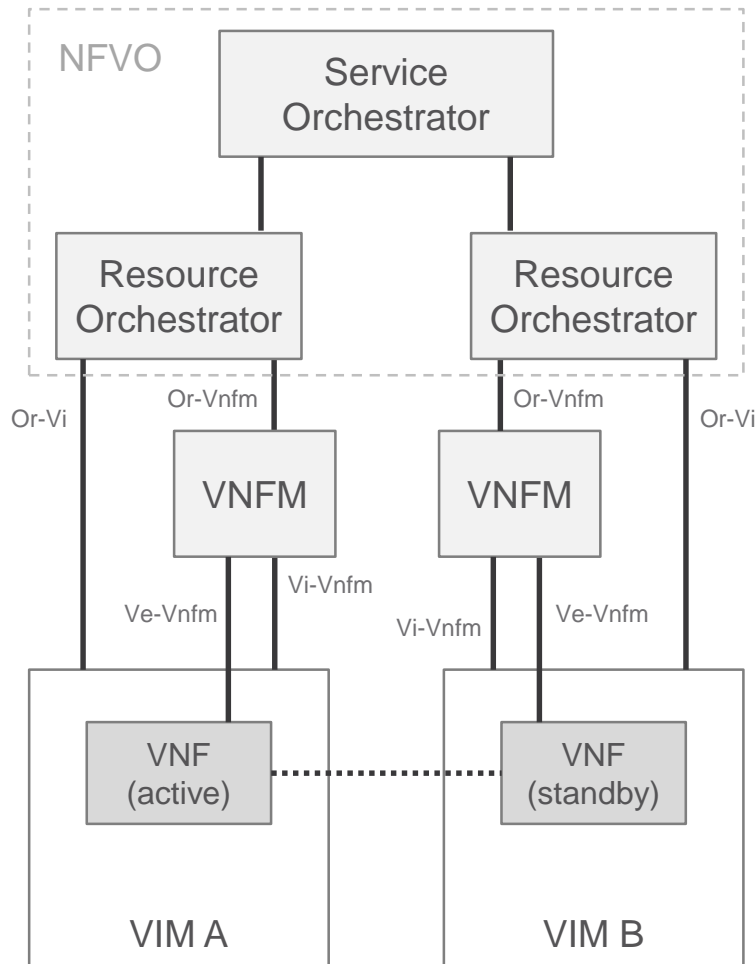 NFVO
Service
Orchestrator
Resource
Orchestrator
Resource
Orchestrator
Or-Vi
Or-Vnfm
Or-Vnfm
Or-Vi
VNFM
VNFM
Ve-Vnfm
Vi-Vnfm
Vi-Vnfm
Ve-Vnfm
VNF
(active)
VNF
(standby)
VIM A
VIM B